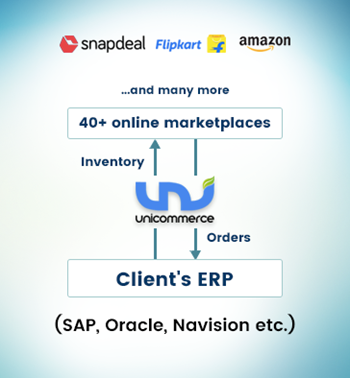 snapdeal Flipkart amazon
...and many more
40+ online marketplaces
Inventory
unicommerce
Orders
Client's ERP
(SAP, Oracle, Navision etc.)